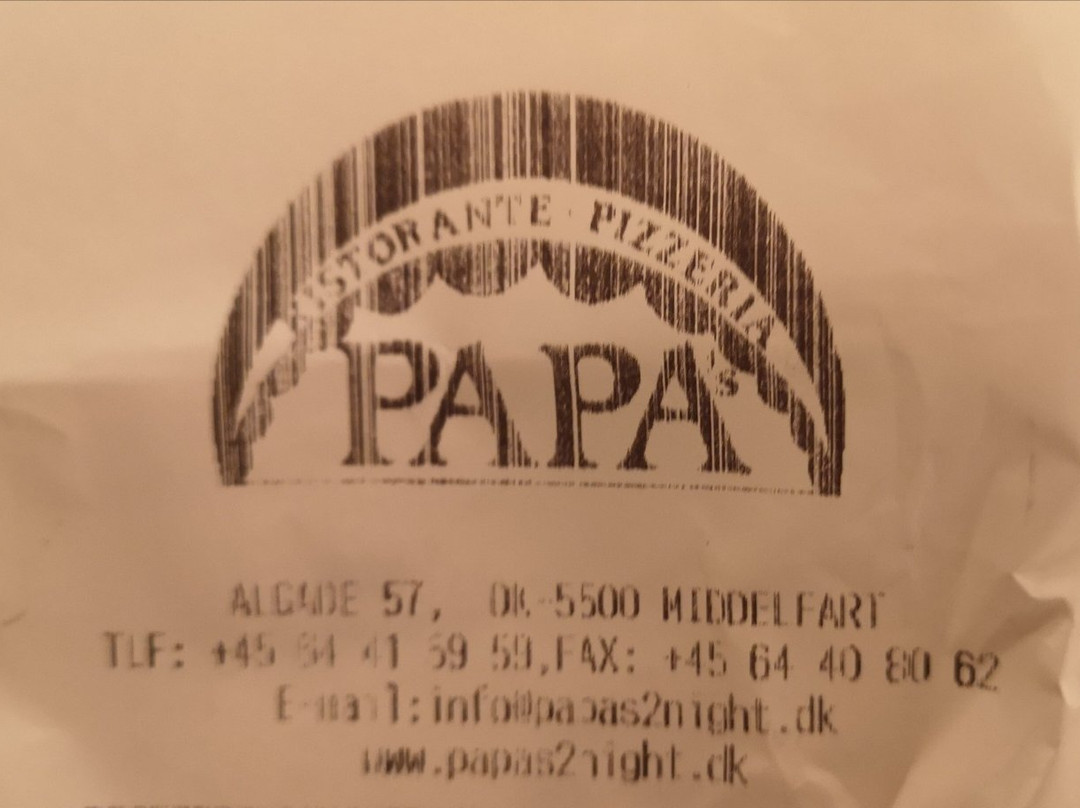 RISTORANTE · PIZZERIA
PAPA's
ALGADE 57, DK-5500 MIDDELFART
TLF: +45 64 41 59 59,FAX: +45 64 40 80 62
E-mail:info@papas2night.dk
www.papas2night.dk